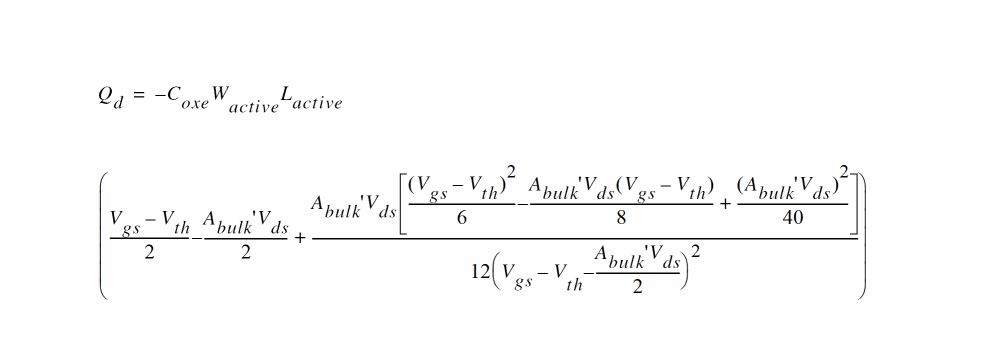 Q_d = –C_oxe W_active L_active
( (V_gs – V_th)/2 – (A_bulk'V_ds)/2 + (A_bulk'V_ds[ (V_gs – V_th)^2/6 – A_bulk'V_ds(V_gs – V_th)/8 + (A_bulk'V_ds)^2/40 ]) / (12(V_gs – V_th – A_bulk'V_ds/2)^2) )